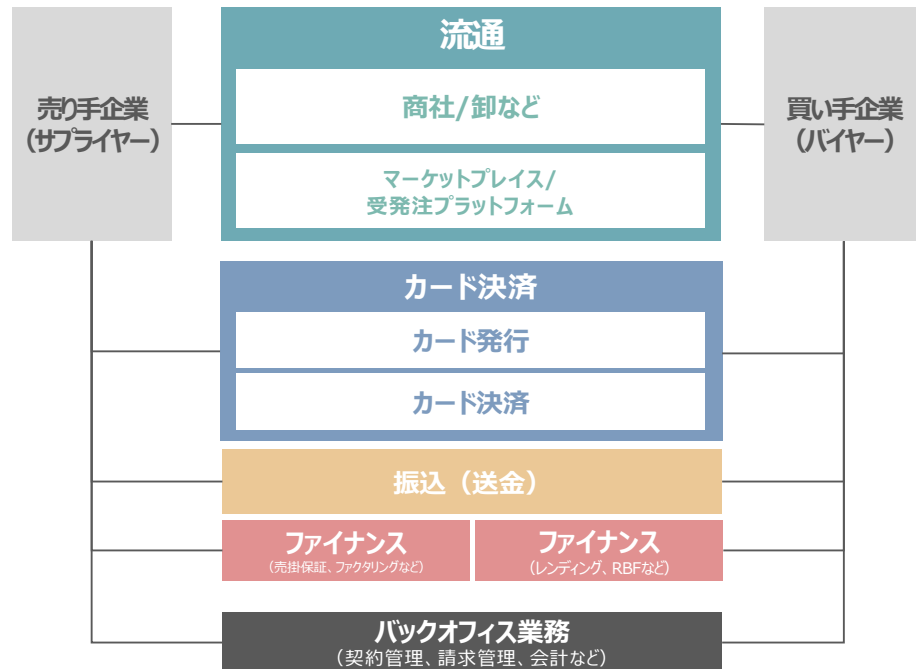 売り手企業
（サプライヤー）
流通
商社/卸など
マーケットプレイス/
受発注プラットフォーム
買い手企業
（バイヤー）
カード決済
カード発行
カード決済
振込（送金）
ファイナンス
（売掛保証、ファクタリングなど）
ファイナンス
（レンディング、RBFなど）
バックオフィス業務
（契約管理、請求管理、会計など）